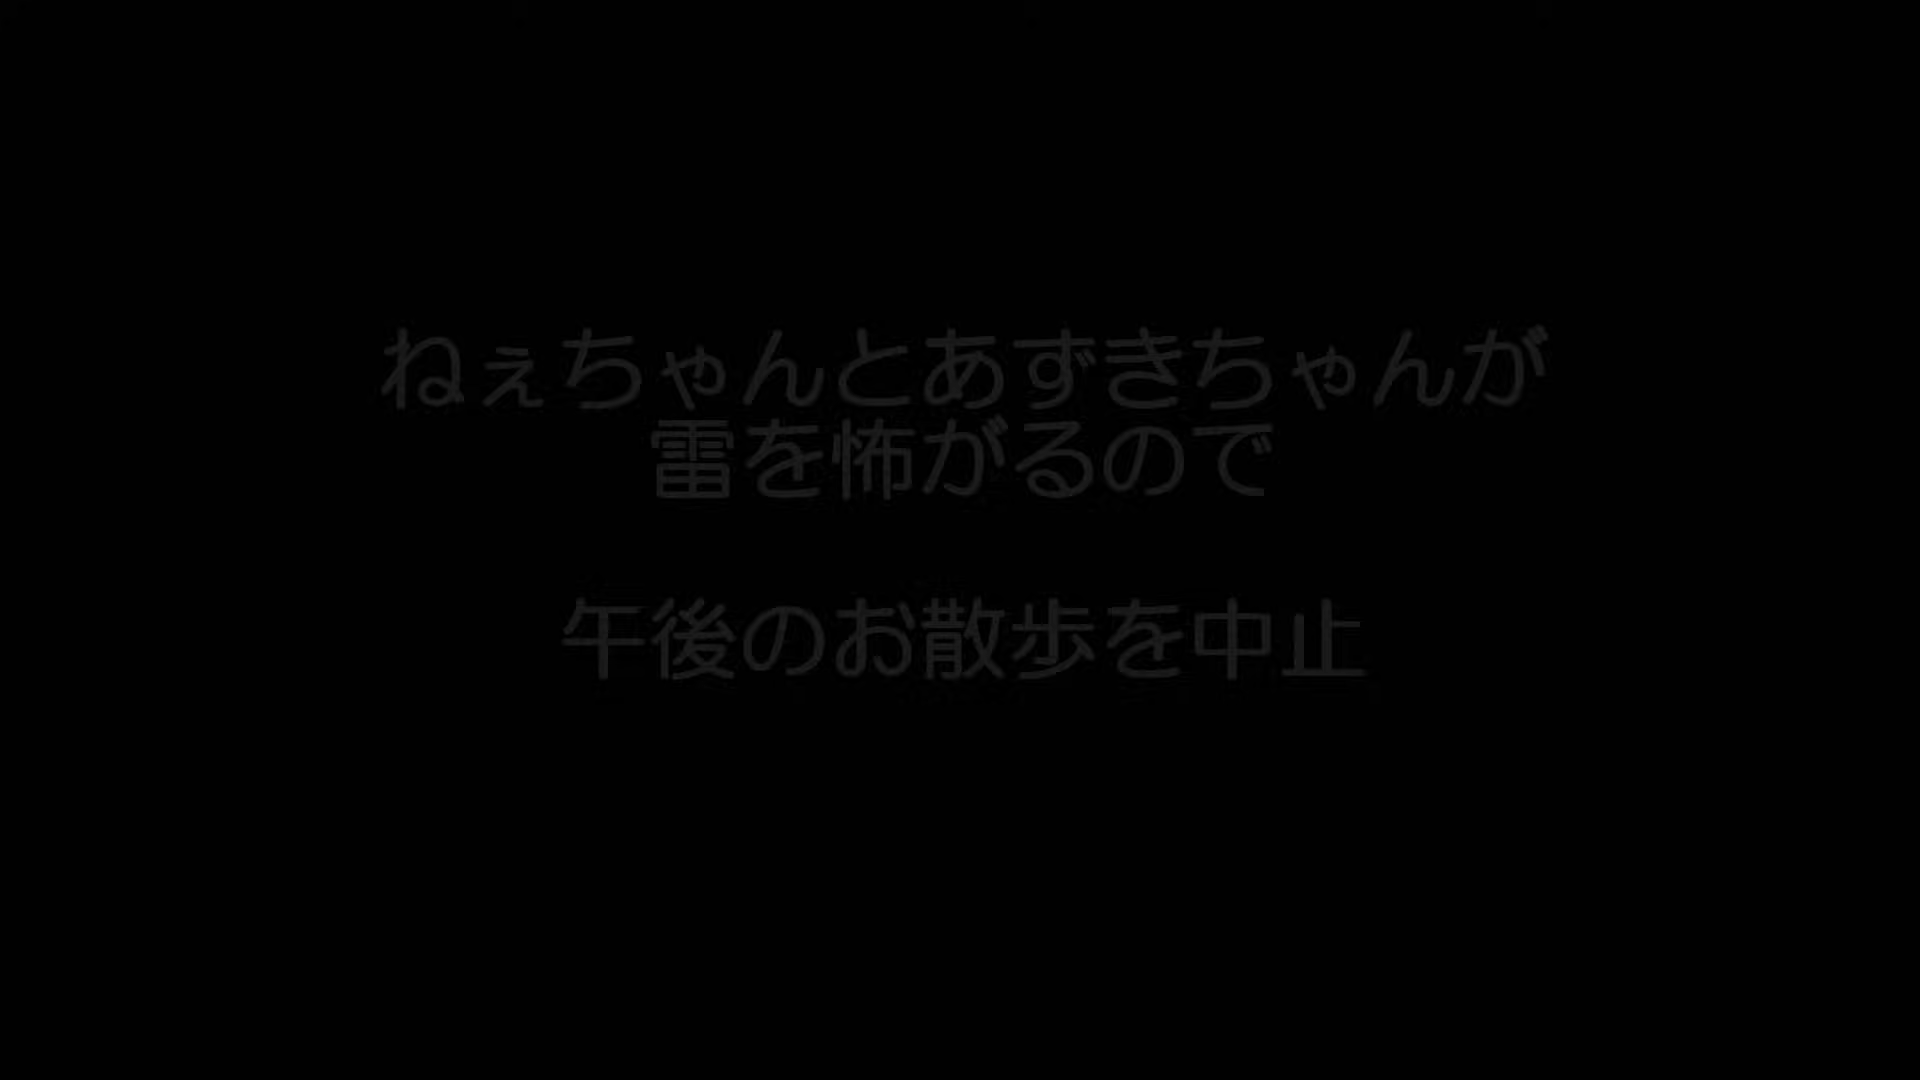 ねぇちゃんとあずきちゃんが
雷を怖がるので
午後のお散歩を中止